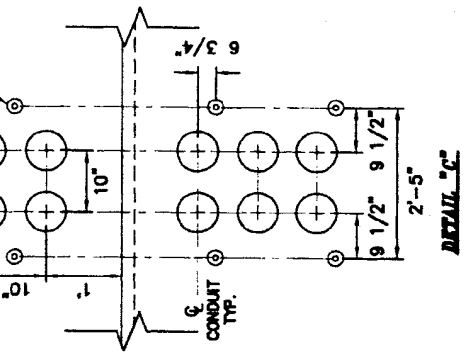 6 3/4"
10"
10"
1'
℄
CONDUIT
TYP.
9 1/2"
9 1/2"
2'-5"
DETAIL "C"